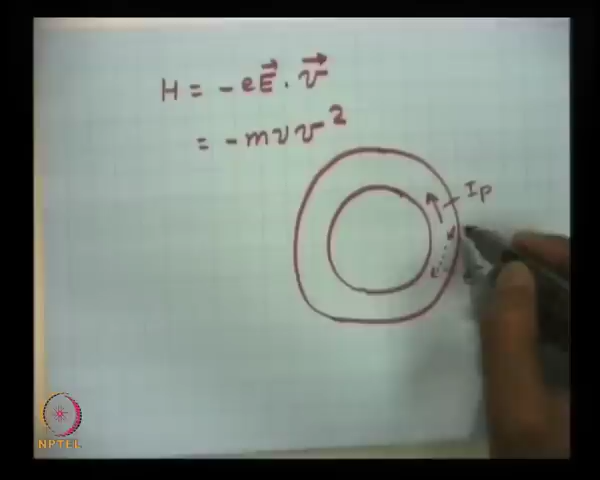 H = -eE⃗ . v⃗
= -mνv²
Ip
NPTEL